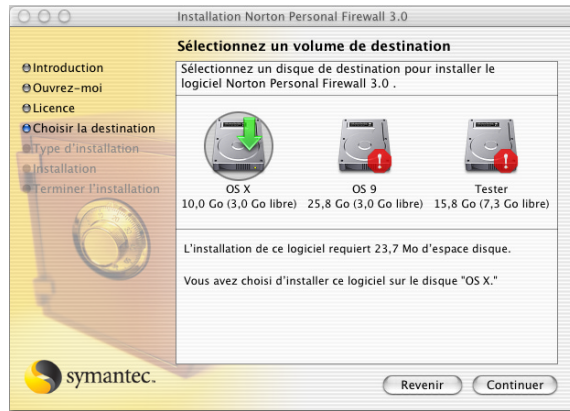 Installation Norton Personal Firewall 3.0
Sélectionnez un volume de destination
Introduction
Ouvrez-moi
Licence
Choisir la destination
Type d'installation
Installation
Terminer l'installation
Sélectionnez un disque de destination pour installer le
logiciel Norton Personal Firewall 3.0 .
OS X
10,0 Go (3,0 Go libre)
OS 9
25,8 Go (3,0 Go libre)
Tester
15,8 Go (7,3 Go libre)
L'installation de ce logiciel requiert 23,7 Mo d'espace disque.
Vous avez choisi d'installer ce logiciel sur le disque "OS X."
symantec.
Revenir
Continuer